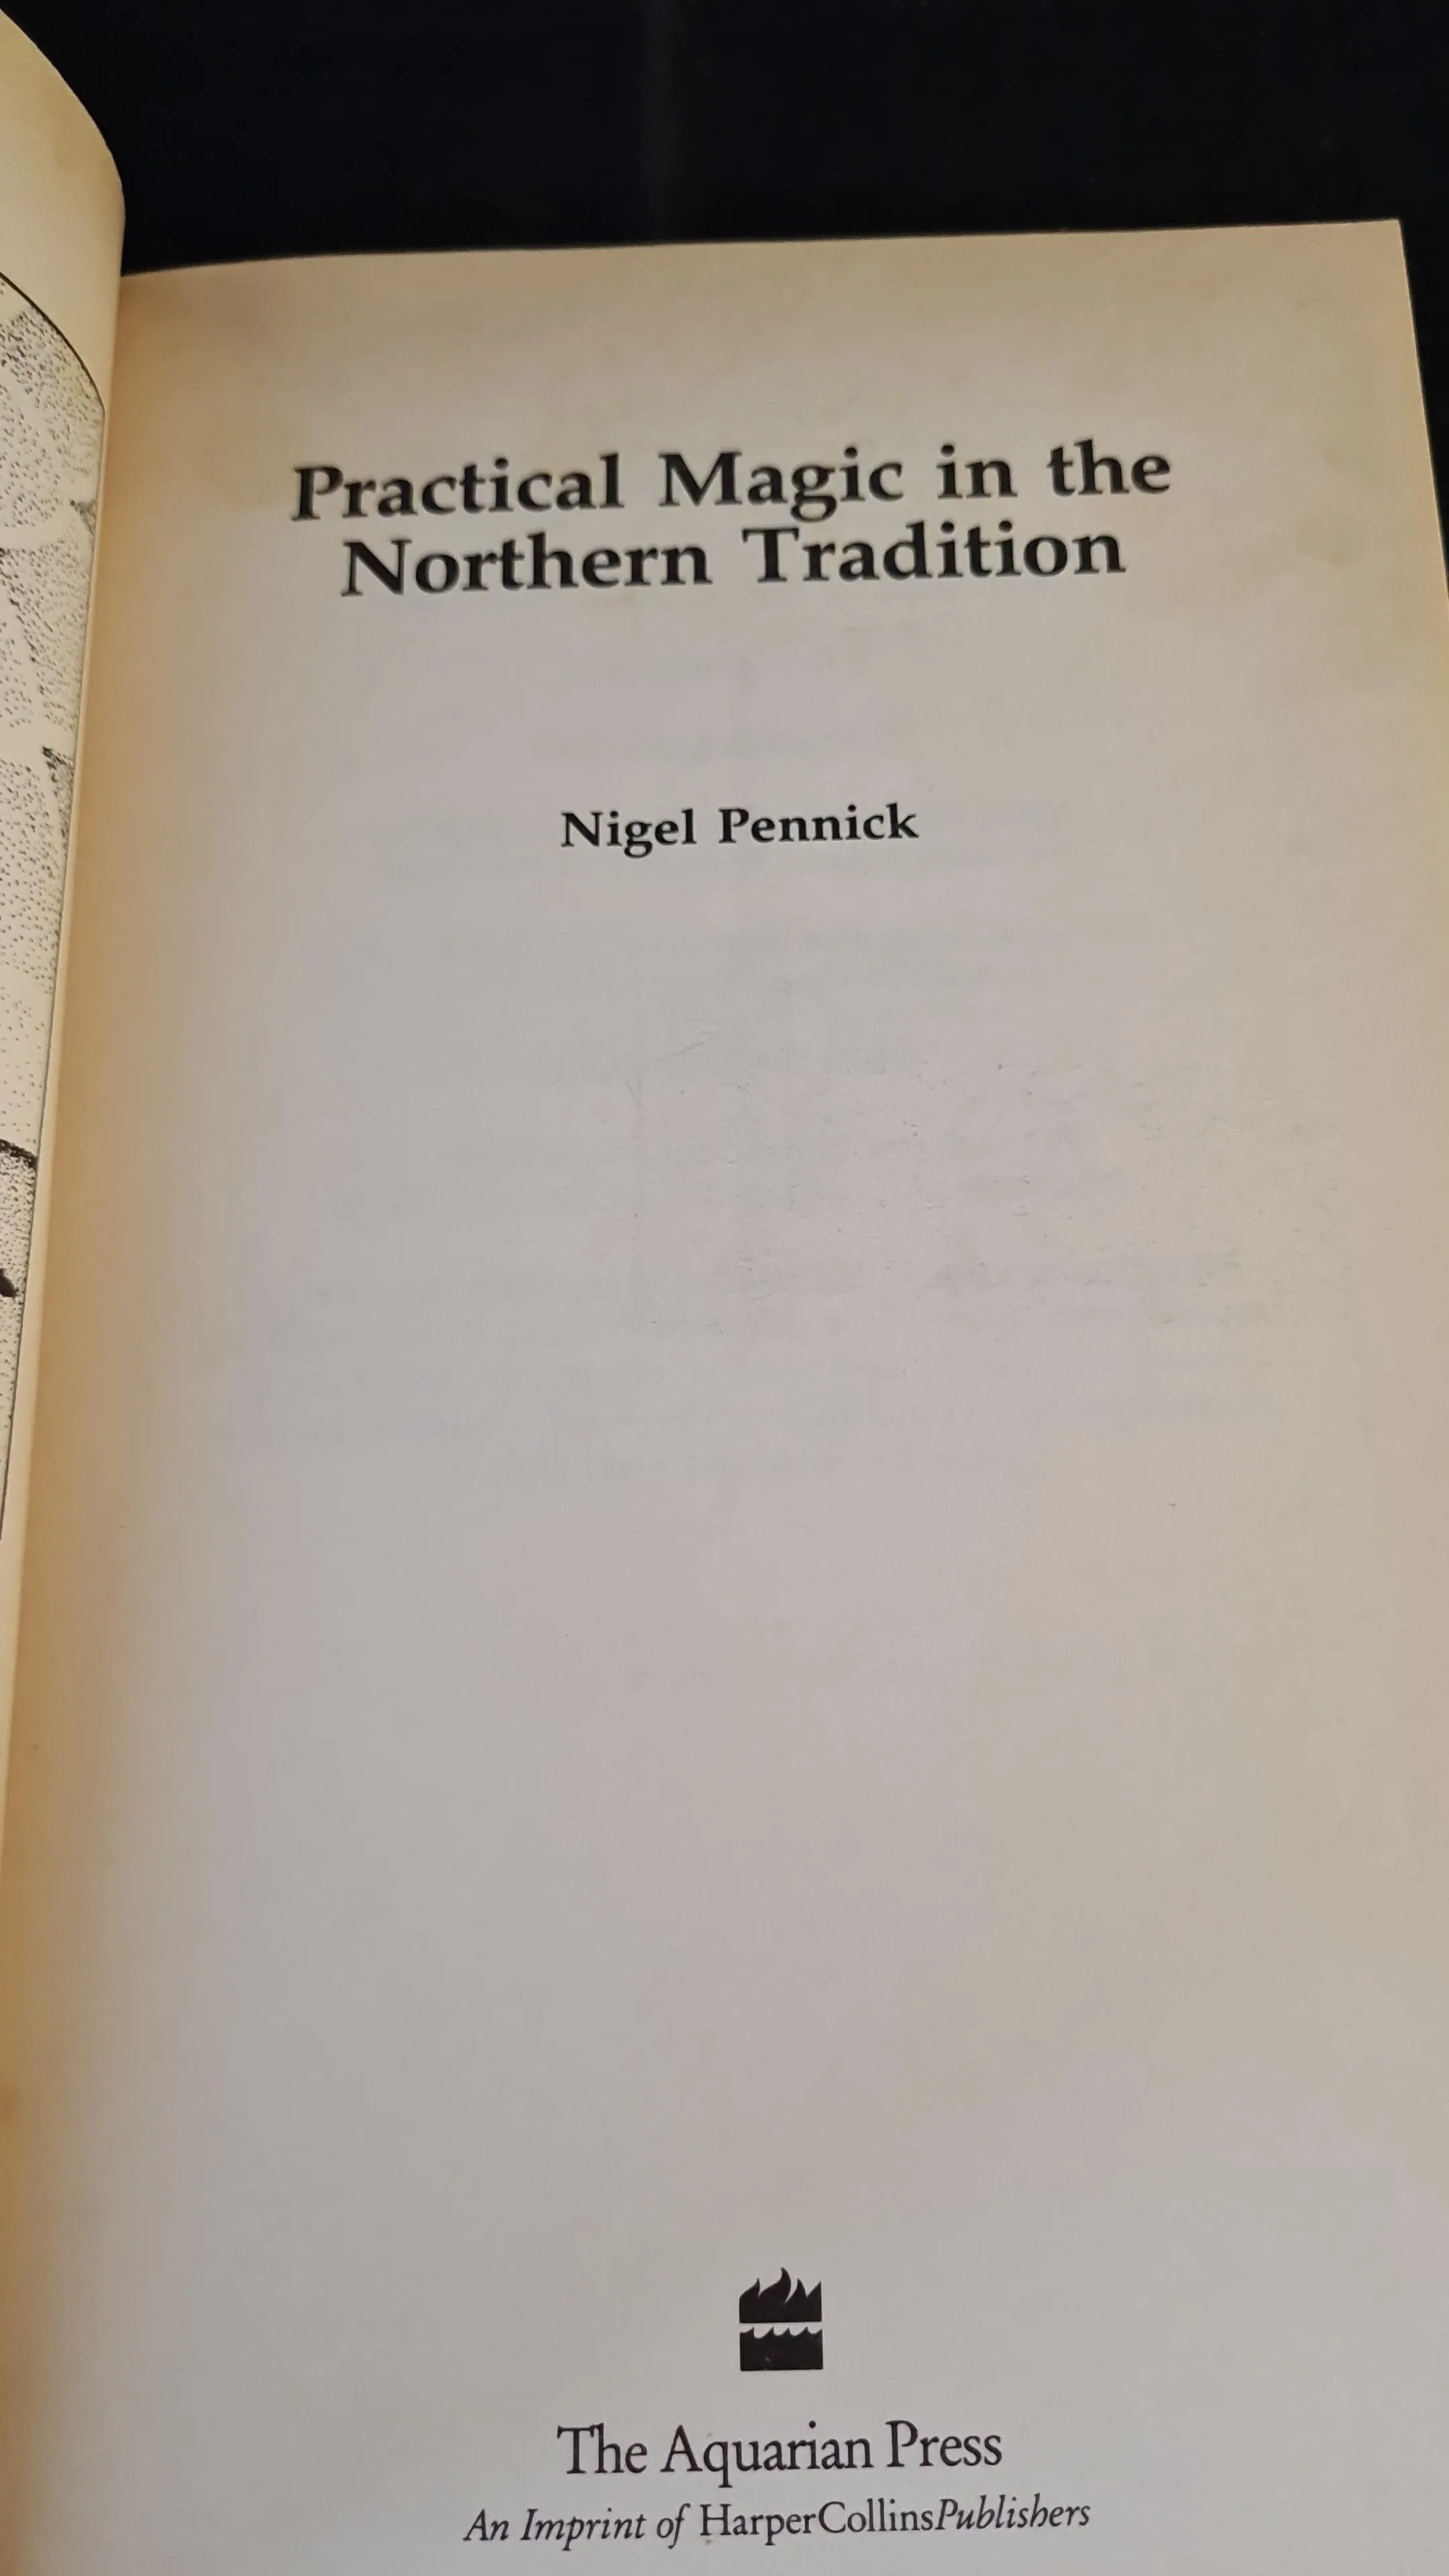 Practical Magic in the
Northern Tradition
Nigel Pennick
The Aquarian Press
An Imprint of HarperCollinsPublishers